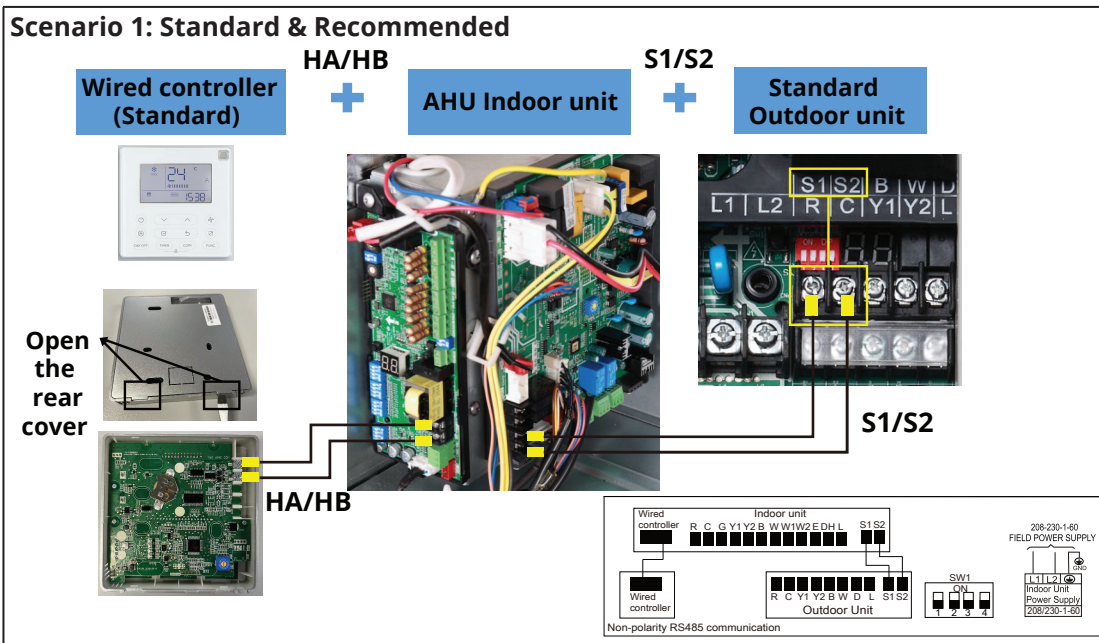 Scenario 1: Standard & Recommended
HA/HB
S1/S2
Wired controller
(Standard)
AHU Indoor unit
Standard
Outdoor unit
24
1538
S1 S2 B W D
L1 L2 R C Y1 Y2 L
ON
Open
the
rear
cover
S1/S2
HA/HB
Wired
controller
Indoor unit
R C G Y1 Y2 B W W1 W2 E DH L
S1 S2
Wired
controller
R C Y1 Y2 B W D L S1 S2
Outdoor Unit
SW1
ON
1 2 3 4
208-230-1-60
FIELD POWER SUPPLY
GND
L1 L2
Indoor Unit
Power Supply
208/230-1-60
Non-polarity RS485 communication